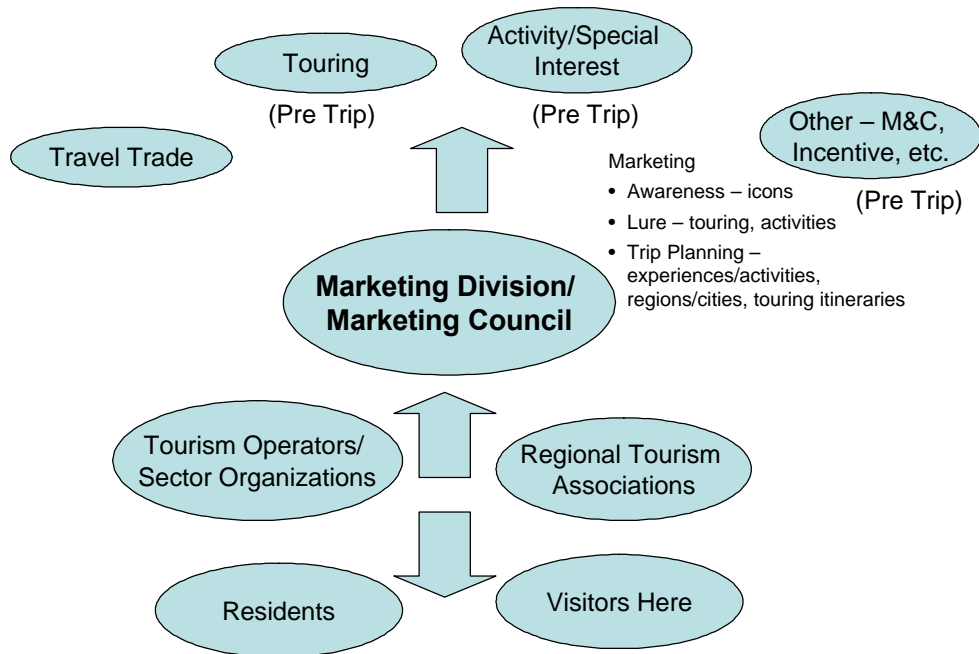 Touring
(Pre Trip)
Activity/Special
Interest
(Pre Trip)
Other – M&C,
Incentive, etc.
(Pre Trip)
Travel Trade
Marketing
• Awareness – icons
• Lure – touring, activities
• Trip Planning –
experiences/activities,
regions/cities, touring itineraries
Marketing Division/
Marketing Council
Tourism Operators/
Sector Organizations
Regional Tourism
Associations
Residents
Visitors Here